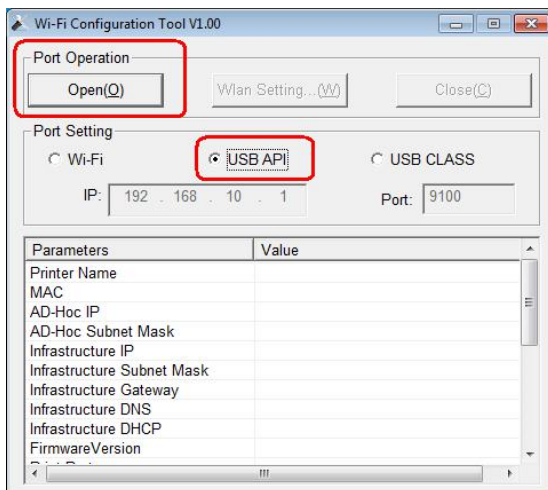 Wi-Fi Configuration Tool V1.00
Port Operation
Open(O) Wlan Setting...(W) Close(C)
Port Setting
Wi-Fi USB API USB CLASS
IP: 192 . 168 . 10 . 1 Port: 9100
Parameters Value
Printer Name
MAC
AD-Hoc IP
AD-Hoc Subnet Mask
Infrastructure IP
Infrastructure Subnet Mask
Infrastructure Gateway
Infrastructure DNS
Infrastructure DHCP
FirmwareVersion